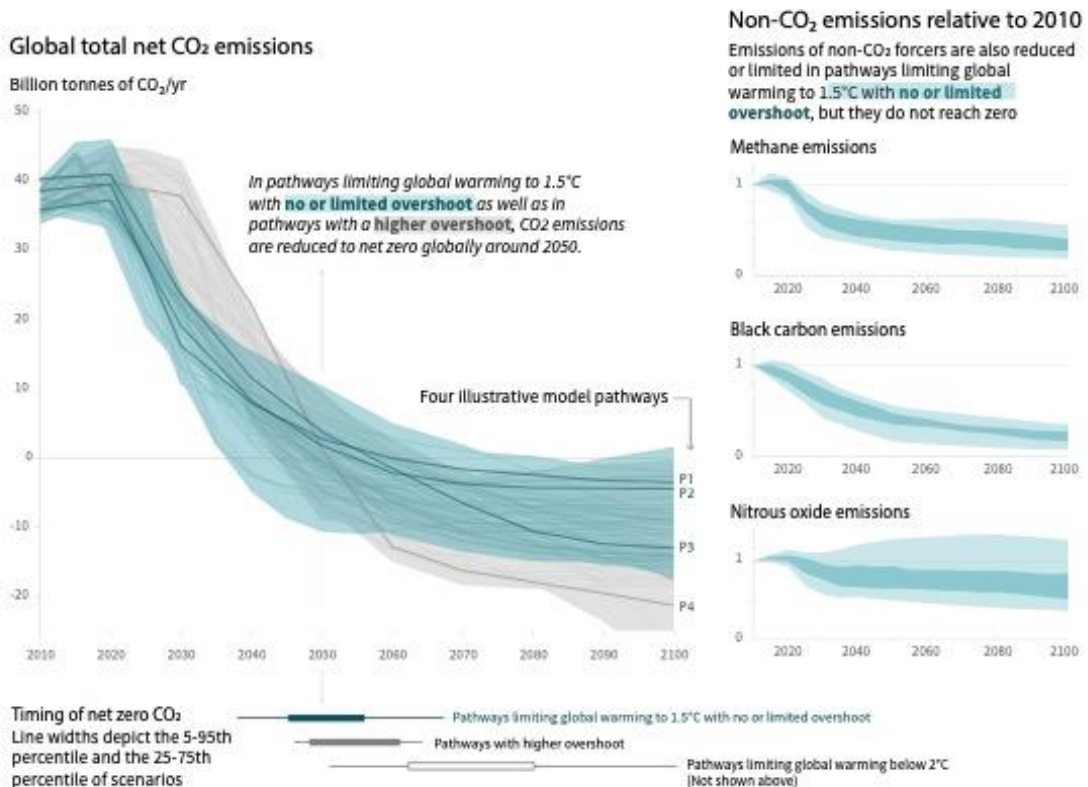 Global total net CO₂ emissions
Billion tonnes of CO₂/yr
50
40
30
20
10
0
-10
-20
2010 2020 2030 2040 2050 2060 2070 2080 2090 2100
In pathways limiting global warming to 1.5°C
with no or limited overshoot as well as in
pathways with a higher overshoot, CO2 emissions
are reduced to net zero globally around 2050.
Four illustrative model pathways
P1
P2
P3
P4
Non-CO₂ emissions relative to 2010
Emissions of non-CO₂ forcers are also reduced
or limited in pathways limiting global
warming to 1.5°C with no or limited
overshoot, but they do not reach zero
Methane emissions
1
0
2020 2040 2060 2080 2100
Black carbon emissions
1
0
2020 2040 2060 2080 2100
Nitrous oxide emissions
1
0
2020 2040 2060 2080 2100
Timing of net zero CO₂
Line widths depict the 5-95th
percentile and the 25-75th
percentile of scenarios
Pathways limiting global warming to 1.5°C with no or limited overshoot
Pathways with higher overshoot
Pathways limiting global warming below 2°C
(Not shown above)